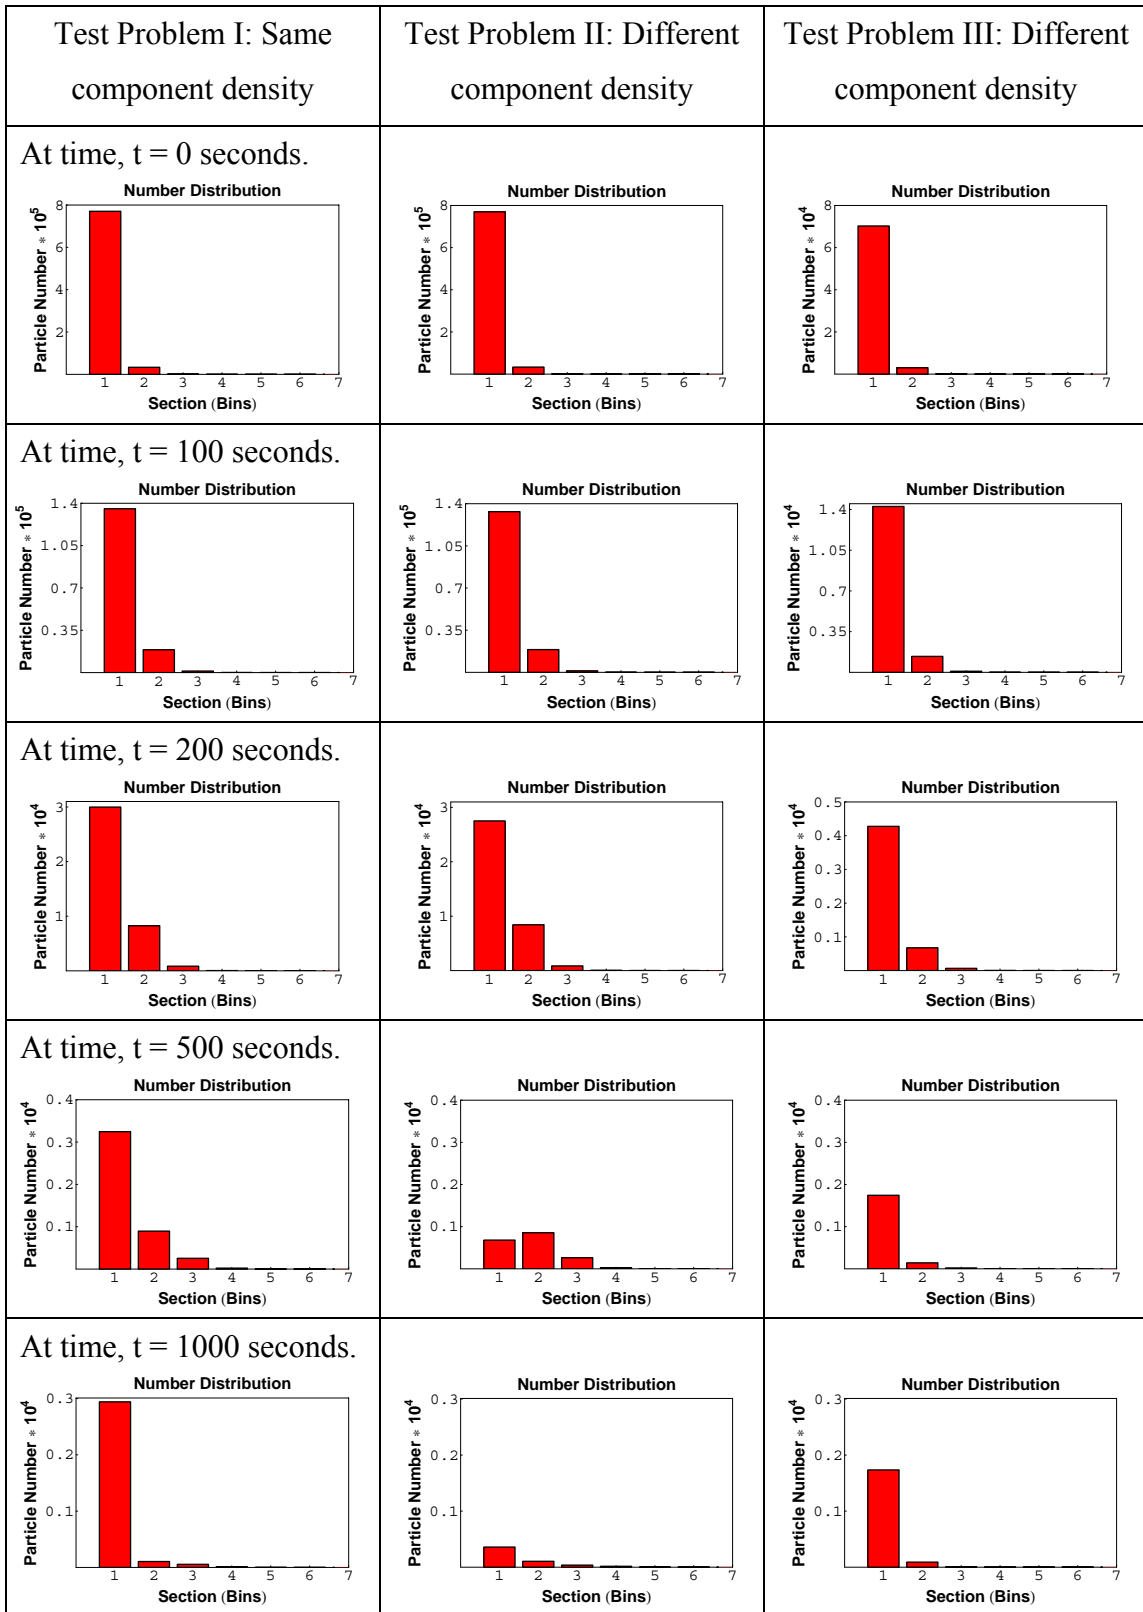 Test Problem I: Same
component density
Test Problem II: Different
component density
Test Problem III: Different
component density
At time, t = 0 seconds.
Number Distribution
Particle Number * 10^5
8
6
4
2
1 2 3 4 5 6 7
Section (Bins)
Number Distribution
Particle Number * 10^5
8
6
4
2
1 2 3 4 5 6 7
Section (Bins)
Number Distribution
Particle Number * 10^4
8
6
4
2
1 2 3 4 5 6 7
Section (Bins)
At time, t = 100 seconds.
Number Distribution
Particle Number * 10^5
1.4
1.05
0.7
0.35
1 2 3 4 5 6 7
Section (Bins)
Number Distribution
Particle Number * 10^5
1.4
1.05
0.7
0.35
1 2 3 4 5 6 7
Section (Bins)
Number Distribution
Particle Number * 10^4
1.4
1.05
0.7
0.35
1 2 3 4 5 6 7
Section (Bins)
At time, t = 200 seconds.
Number Distribution
Particle Number * 10^4
3
2
1
1 2 3 4 5 6 7
Section (Bins)
Number Distribution
Particle Number * 10^4
3
2
1
1 2 3 4 5 6 7
Section (Bins)
Number Distribution
Particle Number * 10^4
0.5
0.4
0.3
0.2
0.1
1 2 3 4 5 6 7
Section (Bins)
At time, t = 500 seconds.
Number Distribution
Particle Number * 10^4
0.4
0.3
0.2
0.1
1 2 3 4 5 6 7
Section (Bins)
Number Distribution
Particle Number * 10^4
0.4
0.3
0.2
0.1
1 2 3 4 5 6 7
Section (Bins)
Number Distribution
Particle Number * 10^4
0.4
0.3
0.2
0.1
1 2 3 4 5 6 7
Section (Bins)
At time, t = 1000 seconds.
Number Distribution
Particle Number * 10^4
0.3
0.2
0.1
1 2 3 4 5 6 7
Section (Bins)
Number Distribution
Particle Number * 10^4
0.3
0.2
0.1
1 2 3 4 5 6 7
Section (Bins)
Number Distribution
Particle Number * 10^4
0.3
0.2
0.1
1 2 3 4 5 6 7
Section (Bins)